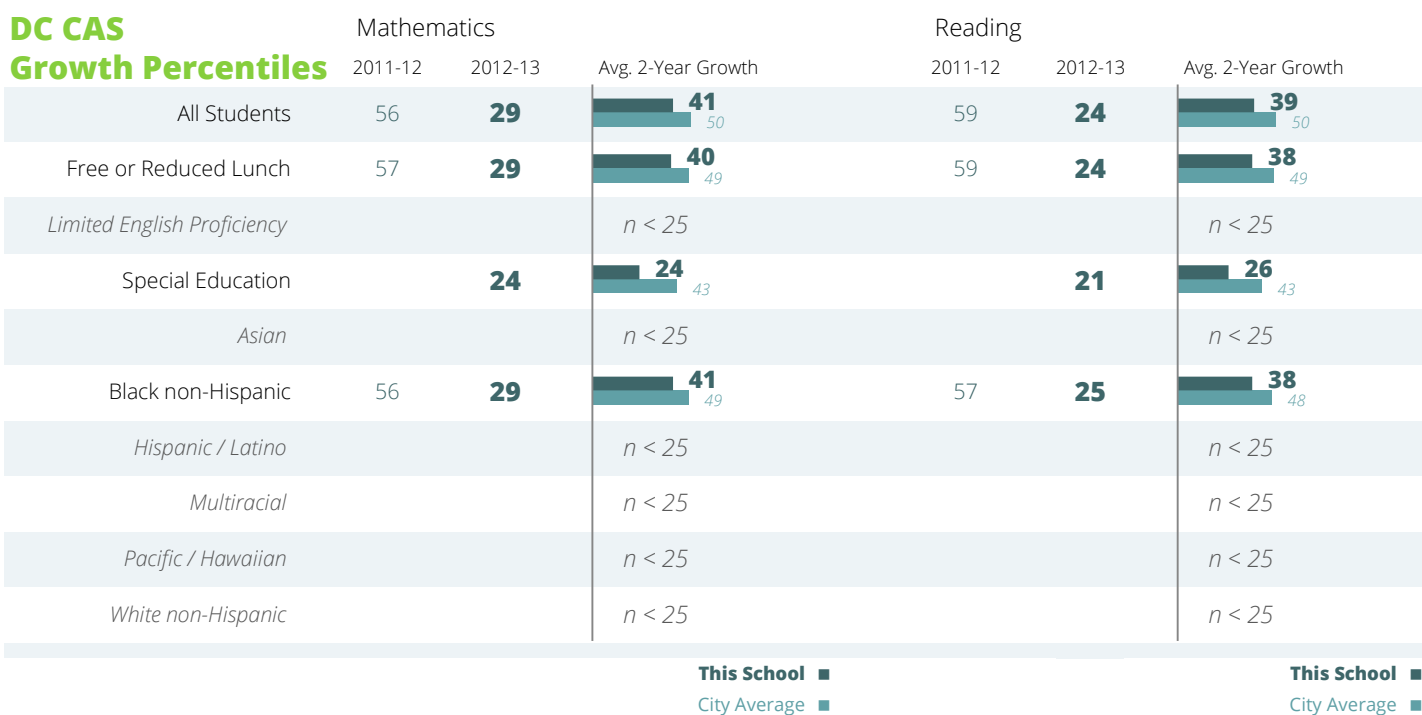 DC CAS
Growth Percentiles
Mathematics Reading
2011-12 2012-13 Avg. 2-Year Growth 2011-12 2012-13 Avg. 2-Year Growth
All Students 56 29 41 50 59 24 39 50
Free or Reduced Lunch 57 29 40 49 59 24 38 49
Limited English Proficiency n < 25 n < 25
Special Education 24 24 43 21 26 43
Asian n < 25 n < 25
Black non-Hispanic 56 29 41 49 57 25 38 48
Hispanic / Latino n < 25 n < 25
Multiracial n < 25 n < 25
Pacific / Hawaiian n < 25 n < 25
White non-Hispanic n < 25 n < 25
This School This School
City Average City Average